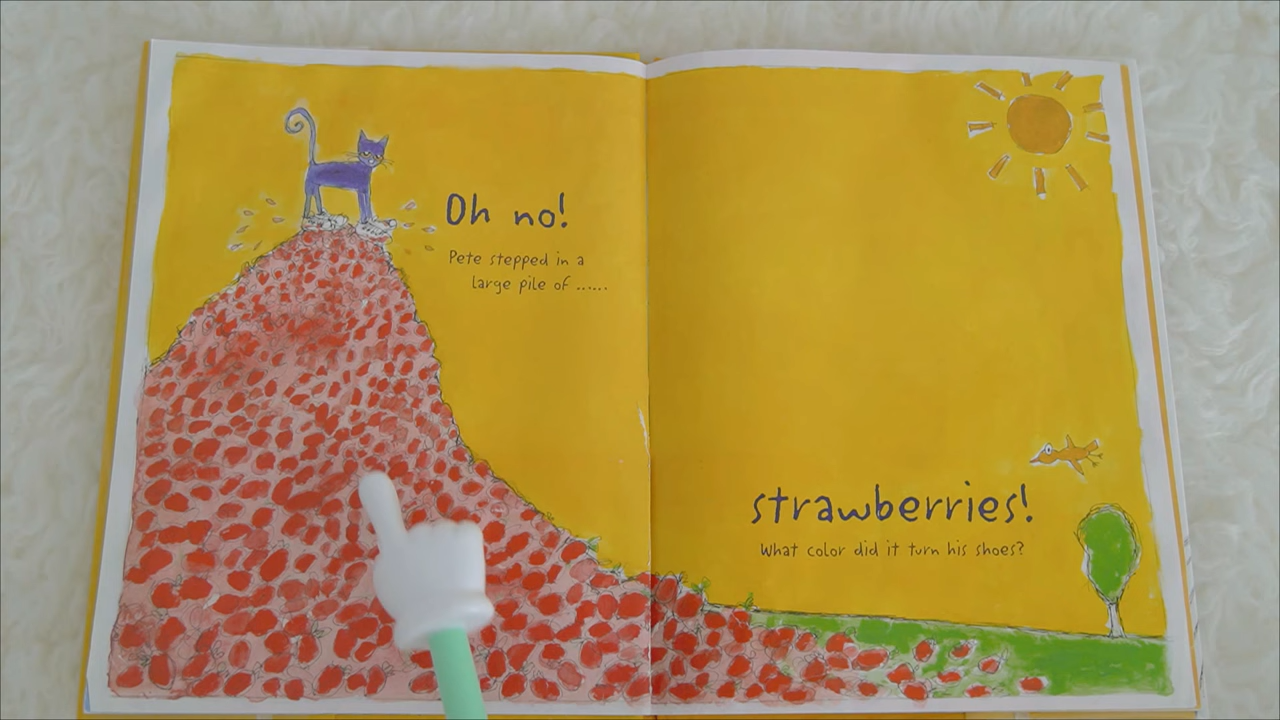 Oh no!
Pete stepped in a
large pile of ......
strawberries!
What color did it turn his shoes?